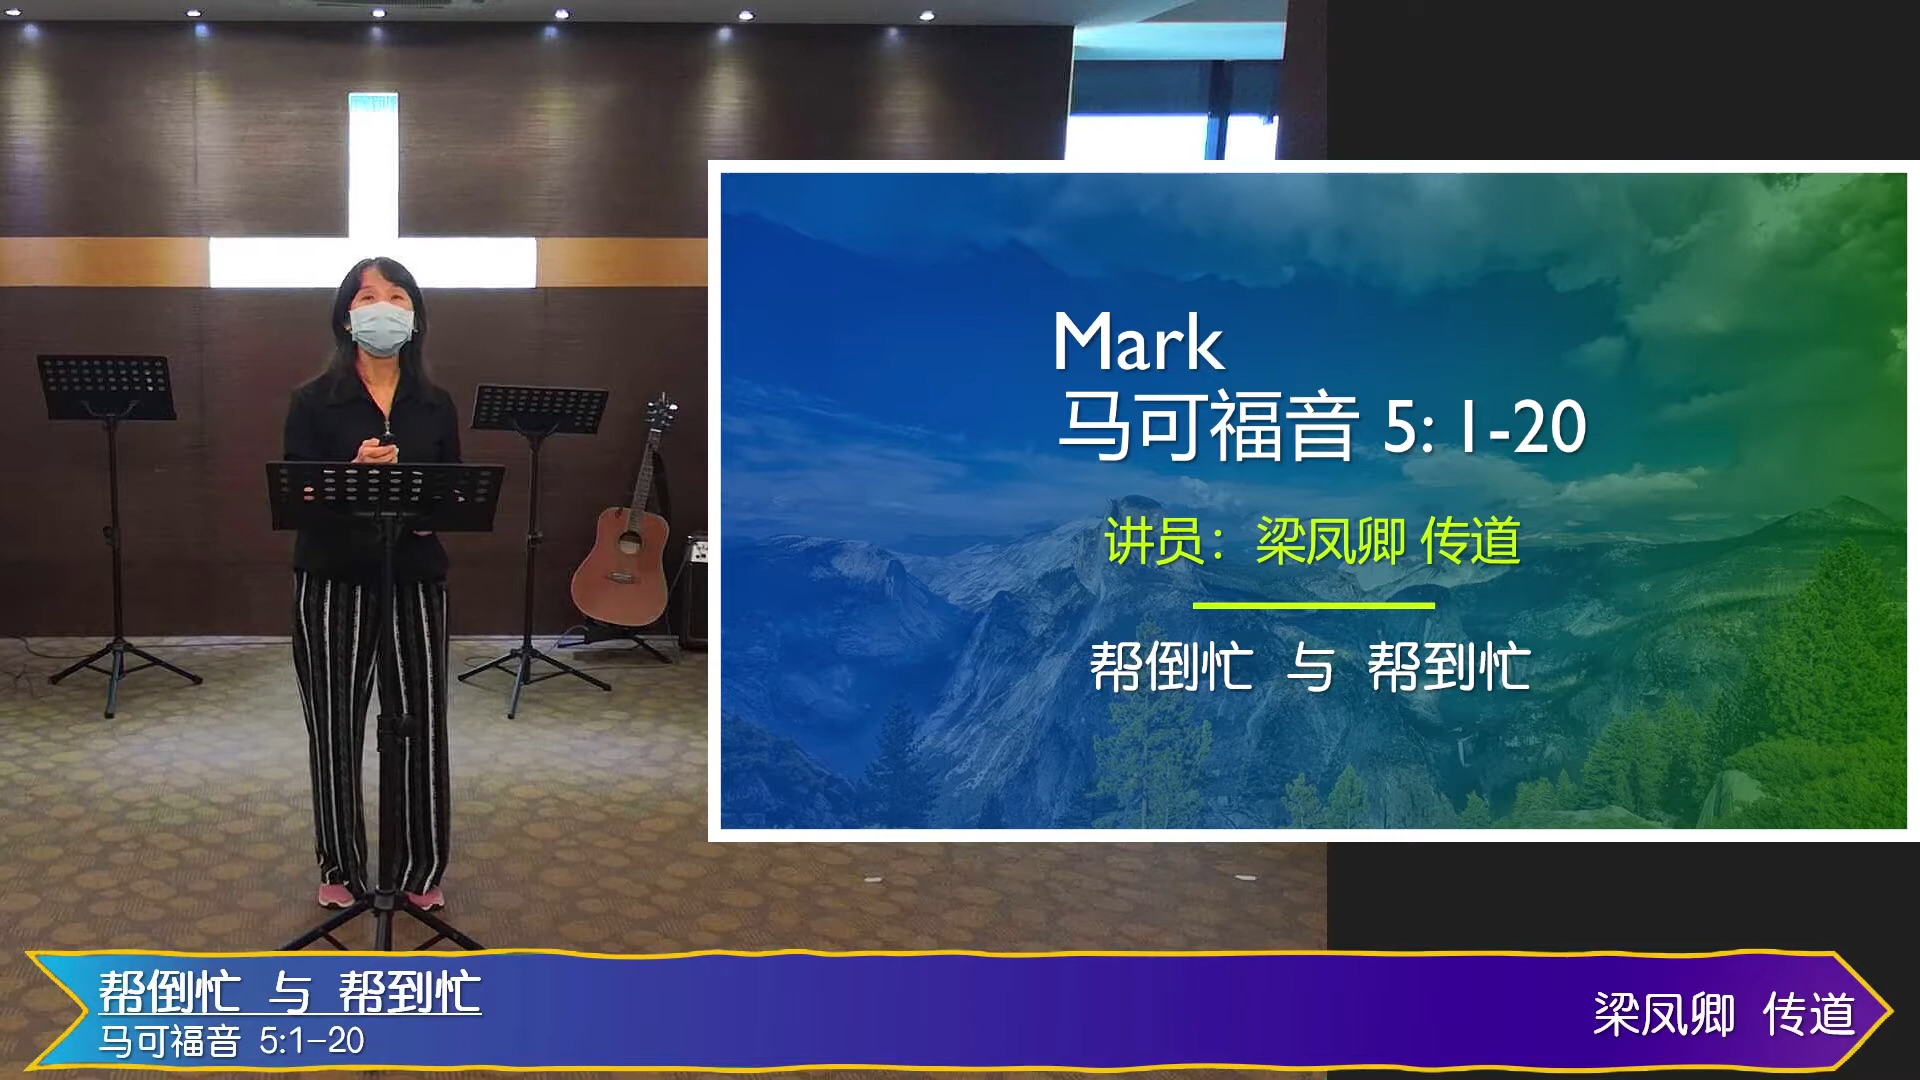 Mark
马可福音 5: 1-20
讲员：梁凤卿 传道
帮倒忙 与 帮到忙
帮倒忙 与 帮到忙
马可福音 5:1-20
梁凤卿 传道